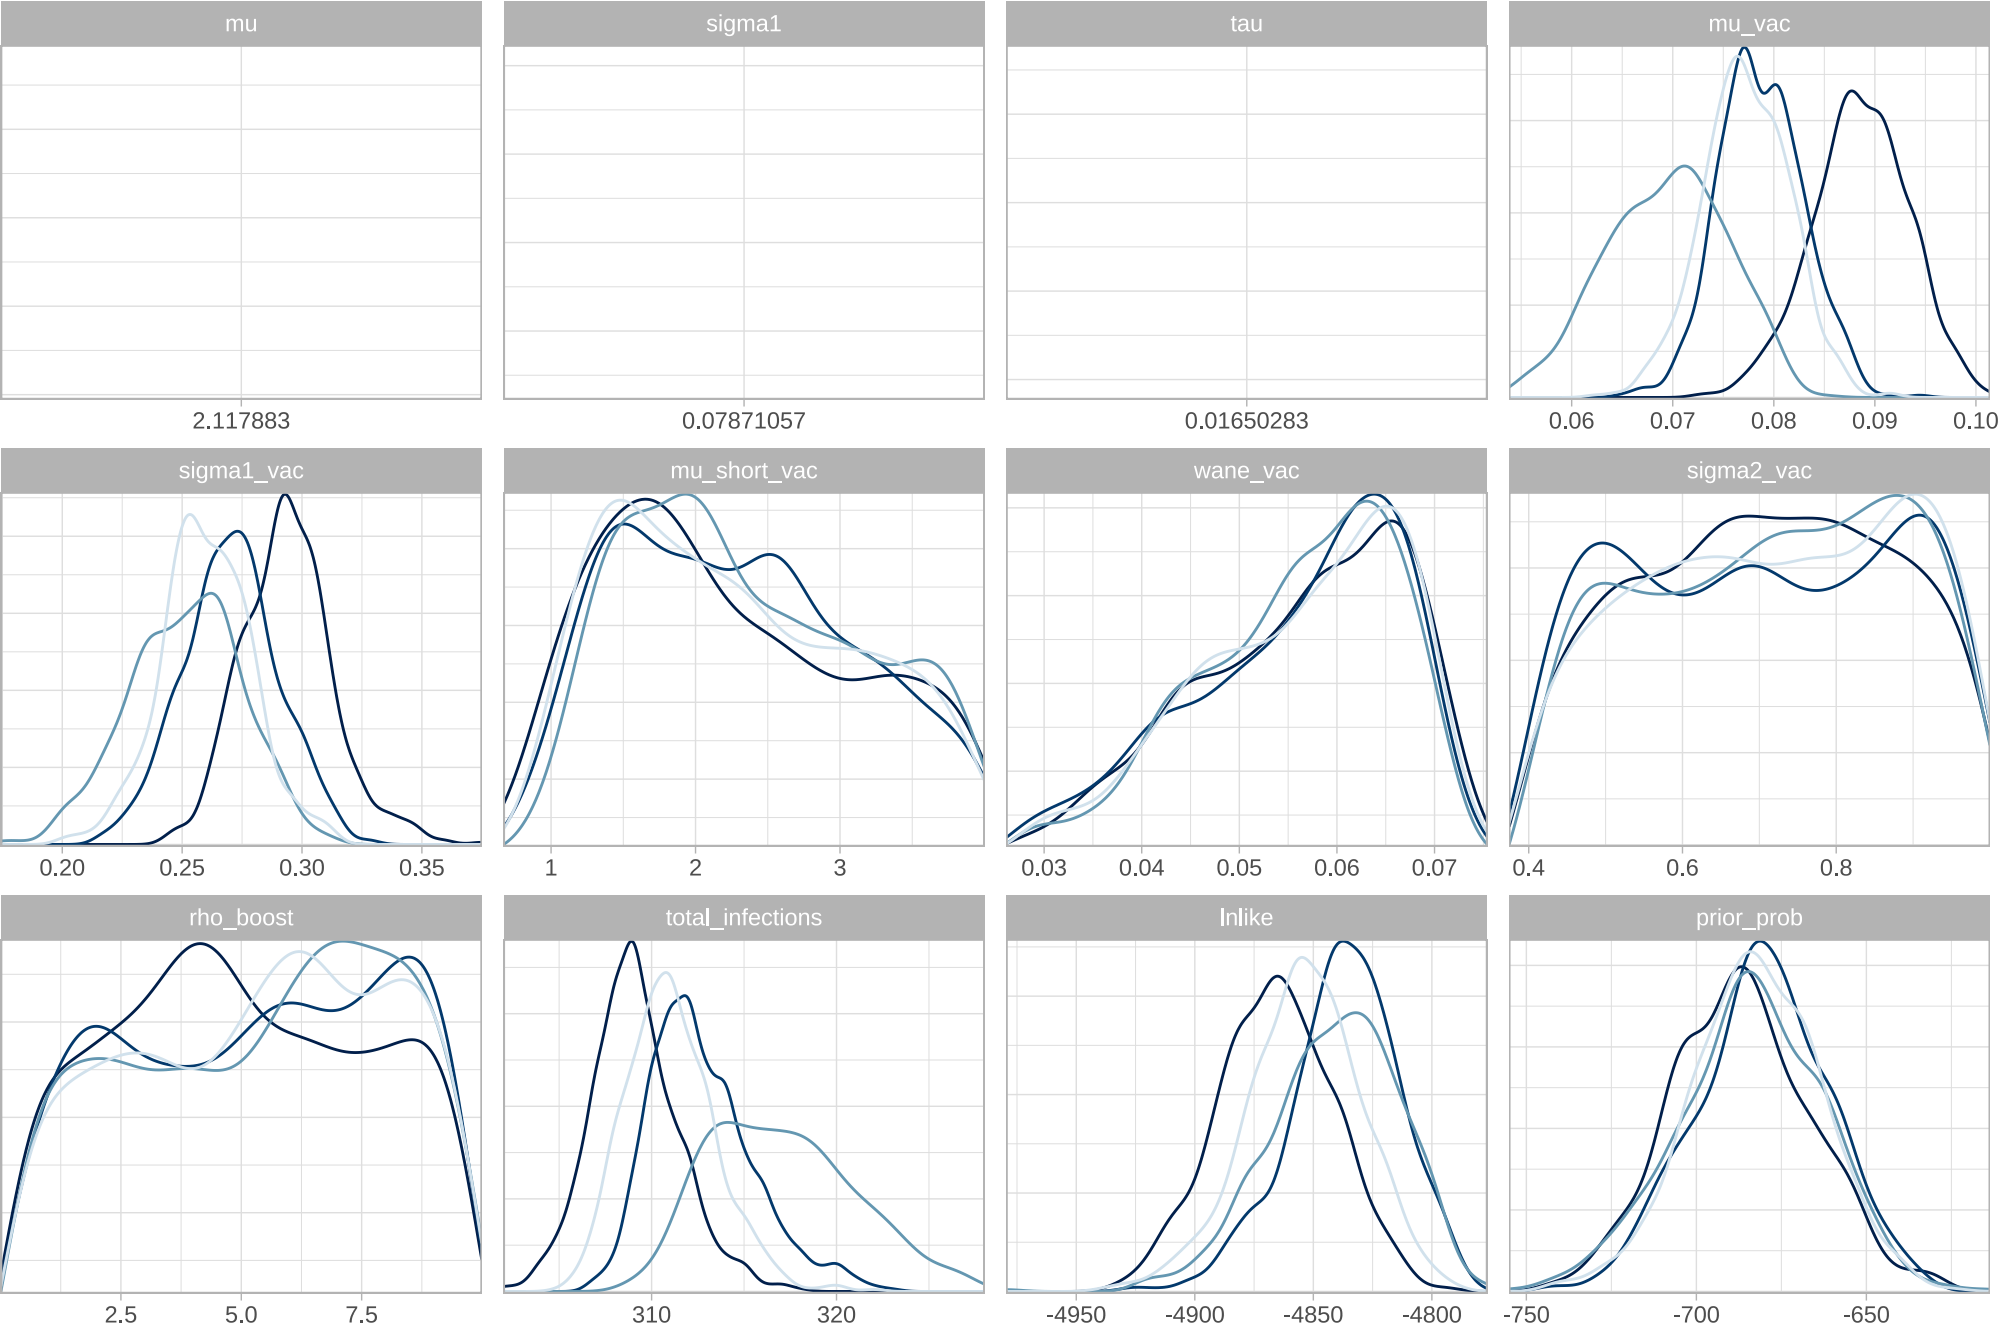 mu sigma1 tau mu_vac
2.117883 0.07871057 0.01650283 0.06 0.07 0.08 0.09 0.10
sigma1_vac mu_short_vac wane_vac sigma2_vac
0.20 0.25 0.30 0.35 1 2 3 0.03 0.04 0.05 0.06 0.07 0.4 0.6 0.8
rho_boost total_infections lnlike prior_prob
2.5 5.0 7.5 310 320 -4950 -4900 -4850 -4800 -750 -700 -650